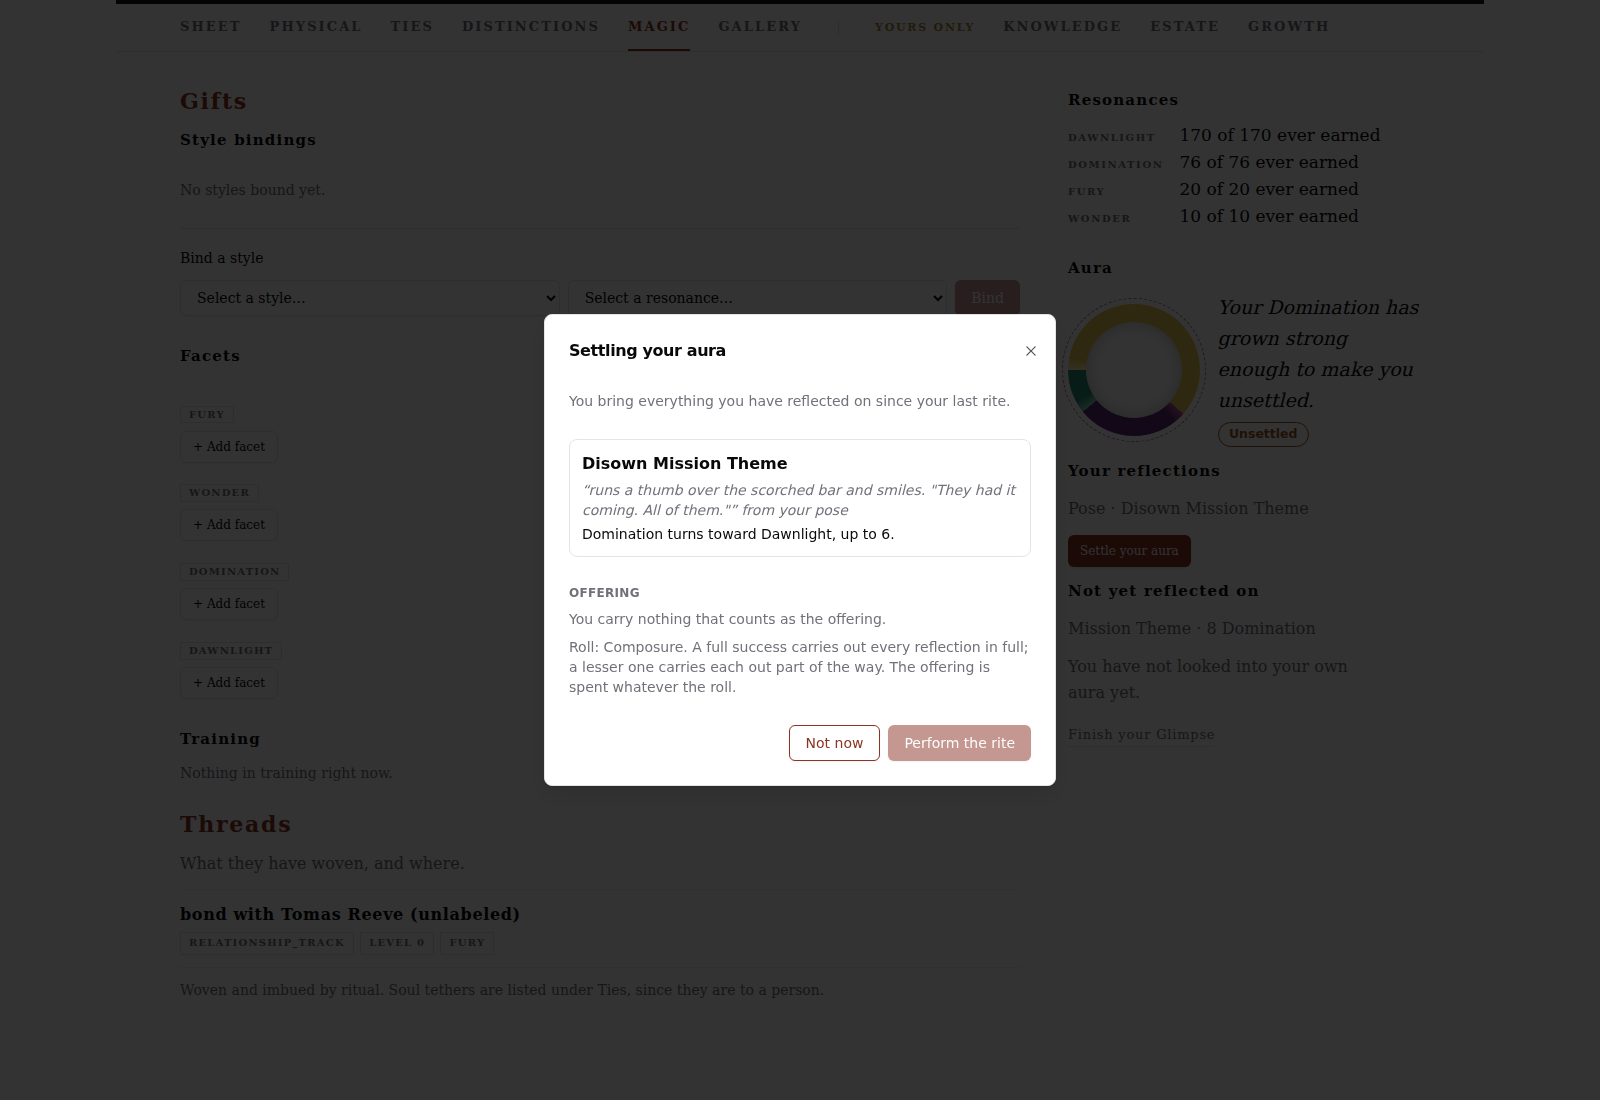 SHEET PHYSICAL TIES DISTINCTIONS MAGIC GALLERY YOURS ONLY KNOWLEDGE ESTATE GROWTH
Gifts
Style bindings
No styles bound yet.
Bind a style
Select a style... Select a resonance... Bind
Facets
FURY
+ Add facet
WONDER
+ Add facet
DOMINATION
+ Add facet
DAWNLIGHT
+ Add facet
Training
Nothing in training right now.
Threads
What they have woven, and where.
bond with Tomas Reeve (unlabeled)
RELATIONSHIP_TRACK LEVEL 0 FURY
Woven and imbued by ritual. Soul tethers are listed under Ties, since they are to a person.
Settling your aura
You bring everything you have reflected on since your last rite.
Disown Mission Theme
“runs a thumb over the scorched bar and smiles. "They had it
coming. All of them."” from your pose
Domination turns toward Dawnlight, up to 6.
OFFERING
You carry nothing that counts as the offering.
Roll: Composure. A full success carries out every reflection in full;
a lesser one carries each out part of the way. The offering is
spent whatever the roll.
Not now Perform the rite
Resonances
DAWNLIGHT 170 of 170 ever earned
DOMINATION 76 of 76 ever earned
FURY 20 of 20 ever earned
WONDER 10 of 10 ever earned
Aura
Your Domination has
grown strong
enough to make you
unsettled.
Unsettled
Your reflections
Pose · Disown Mission Theme
Settle your aura
Not yet reflected on
Mission Theme · 8 Domination
You have not looked into your own
aura yet.
Finish your Glimpse